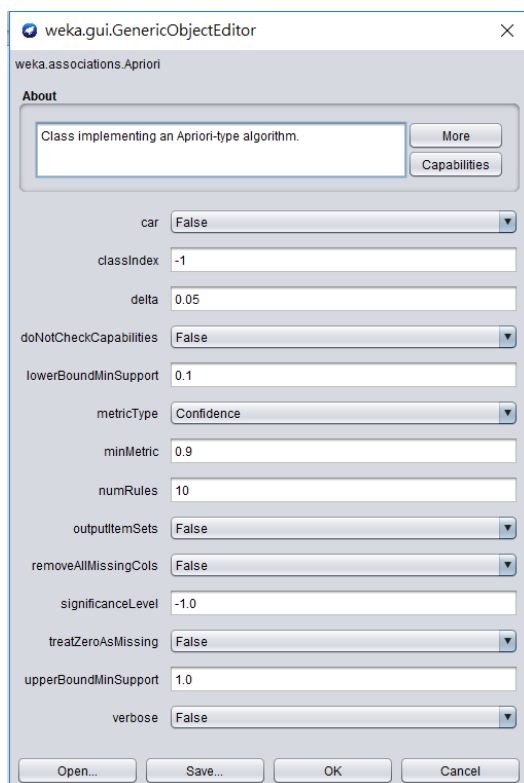 weka.gui.GenericObjectEditor
weka.associations.Apriori
About
Class implementing an Apriori-type algorithm.
More
Capabilities
car False
classIndex -1
delta 0.05
doNotCheckCapabilities False
lowerBoundMinSupport 0.1
metricType Confidence
minMetric 0.9
numRules 10
outputItemSets False
removeAllMissingCols False
significanceLevel -1.0
treatZeroAsMissing False
upperBoundMinSupport 1.0
verbose False
Open... Save... OK Cancel